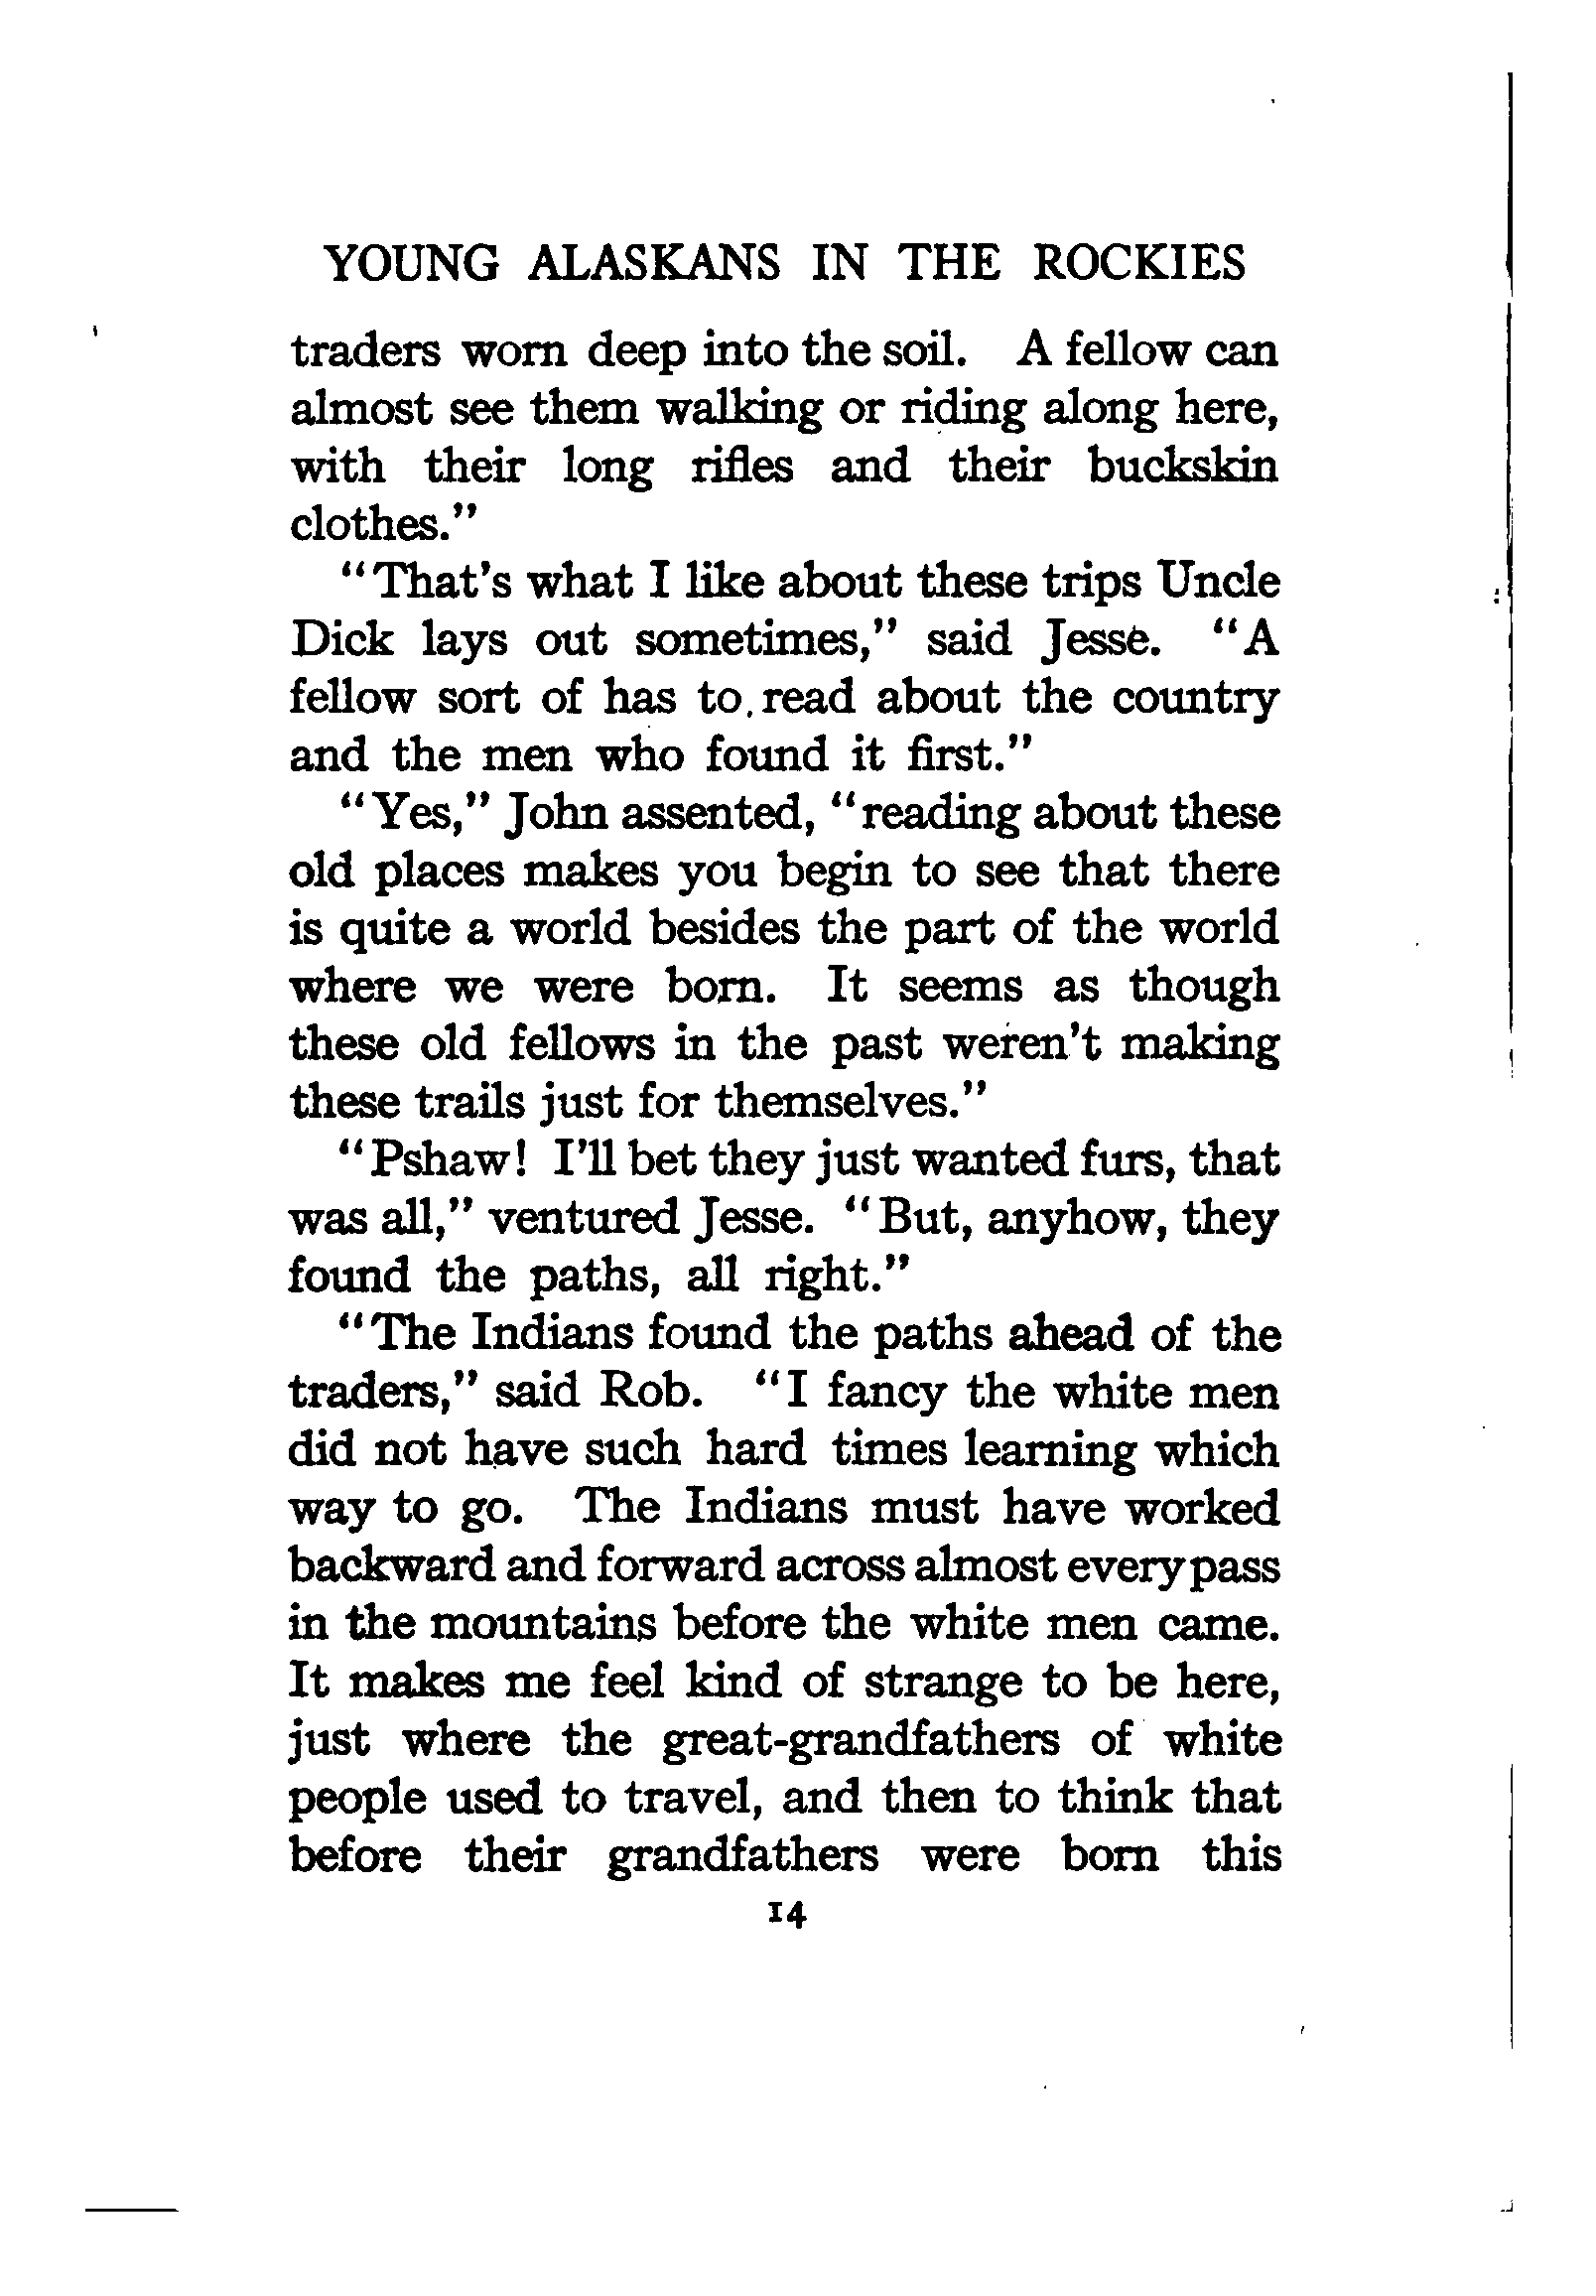 YOUNG ALASKANS IN THE ROCKIES
traders worn deep into the soil. A fellow can
almost see them walking or riding along here,
with their long rifles and their buckskin
clothes."
"That's what I like about these trips Uncle
Dick lays out sometimes," said Jesse. "A
fellow sort of has to read about the country
and the men who found it first."
"Yes," John assented, "reading about these
old places makes you begin to see that there
is quite a world besides the part of the world
where we were born. It seems as though
these old fellows in the past weren't making
these trails just for themselves."
"Pshaw! I'll bet they just wanted furs, that
was all," ventured Jesse. "But, anyhow, they
found the paths, all right."
"The Indians found the paths ahead of the
traders," said Rob. "I fancy the white men
did not have such hard times learning which
way to go. The Indians must have worked
backward and forward across almost every pass
in the mountains before the white men came.
It makes me feel kind of strange to be here,
just where the great-grandfathers of white
people used to travel, and then to think that
before their grandfathers were born this
14